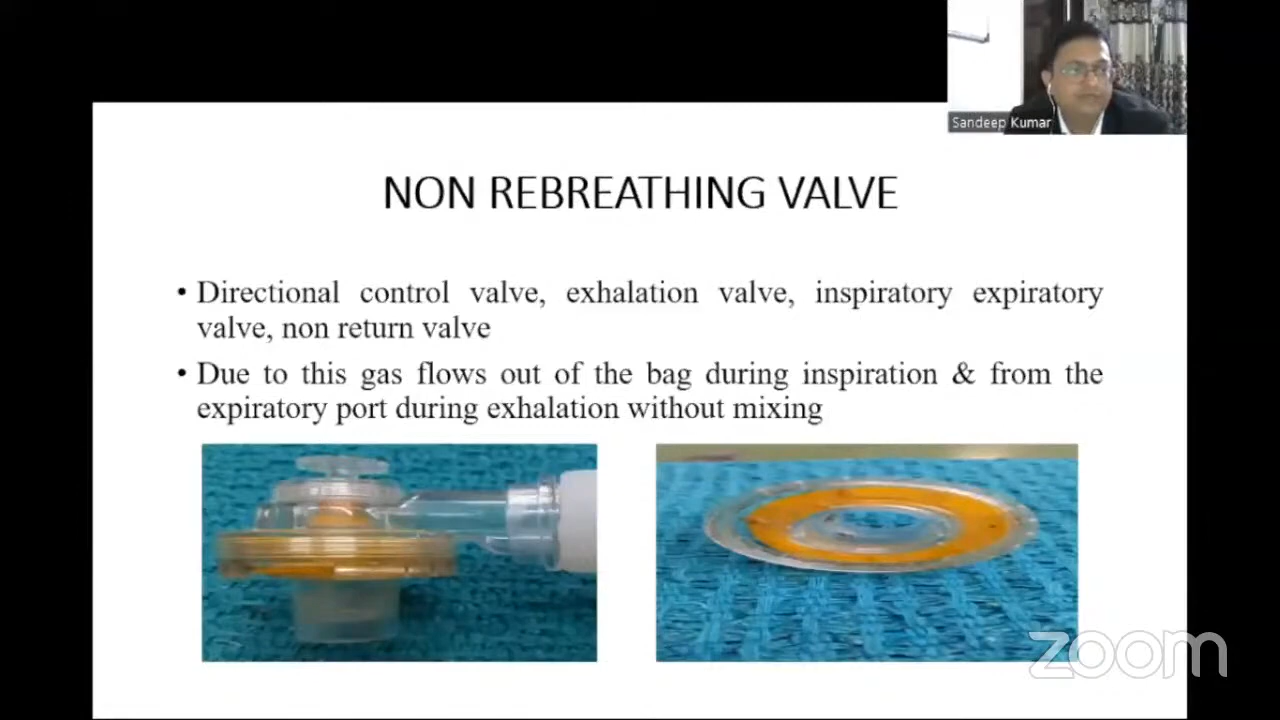 Sandeep Kumar
NON REBREATHING VALVE
• Directional control valve, exhalation valve, inspiratory expiratory
valve, non return valve
• Due to this gas flows out of the bag during inspiration & from the
expiratory port during exhalation without mixing
zoom